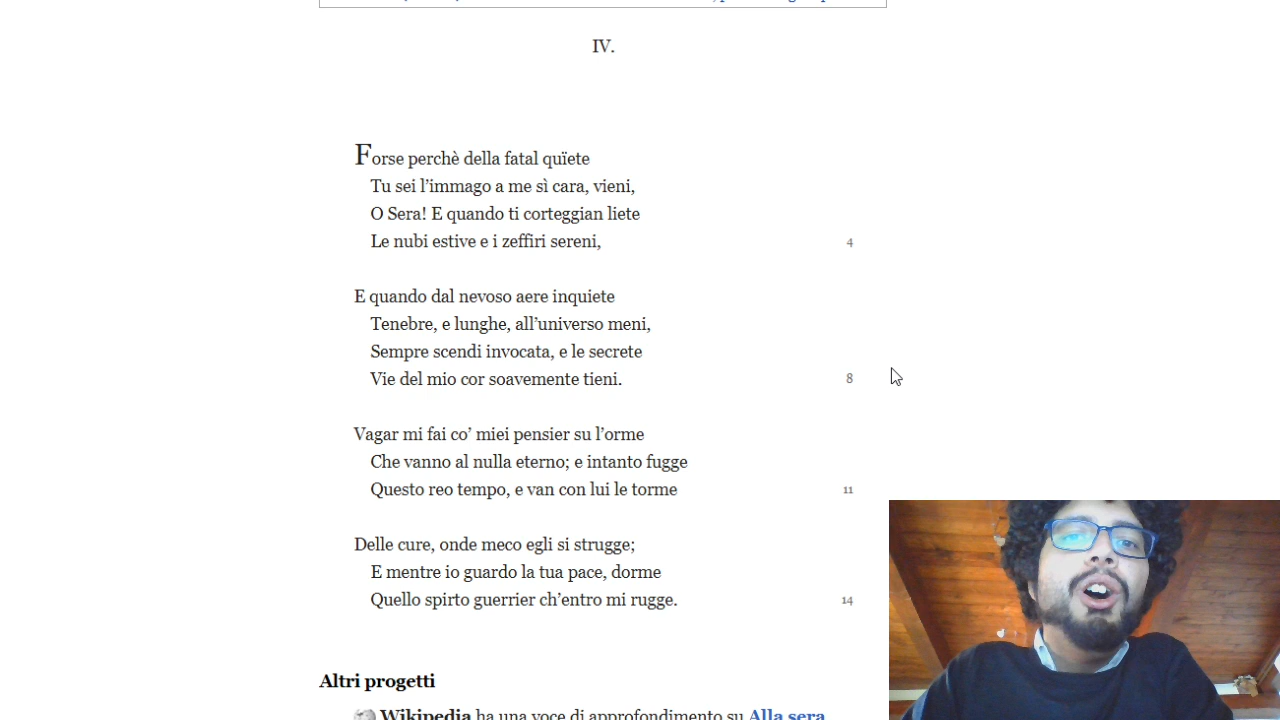 IV.
Forse perchè della fatal quïete
Tu sei l’immago a me sì cara, vieni,
O Sera! E quando ti corteggian liete
Le nubi estive e i zeffiri sereni,
4
E quando dal nevoso aere inquiete
Tenebre, e lunghe, all’universo meni,
Sempre scendi invocata, e le secrete
Vie del mio cor soavemente tieni.
8
Vagar mi fai co’ miei pensier su l’orme
Che vanno al nulla eterno; e intanto fugge
Questo reo tempo, e van con lui le torme
11
Delle cure, onde meco egli si strugge;
E mentre io guardo la tua pace, dorme
Quello spirto guerrier ch’entro mi rugge.
14
Altri progetti
Wikipedia ha una voce di approfondimento su Alla sera